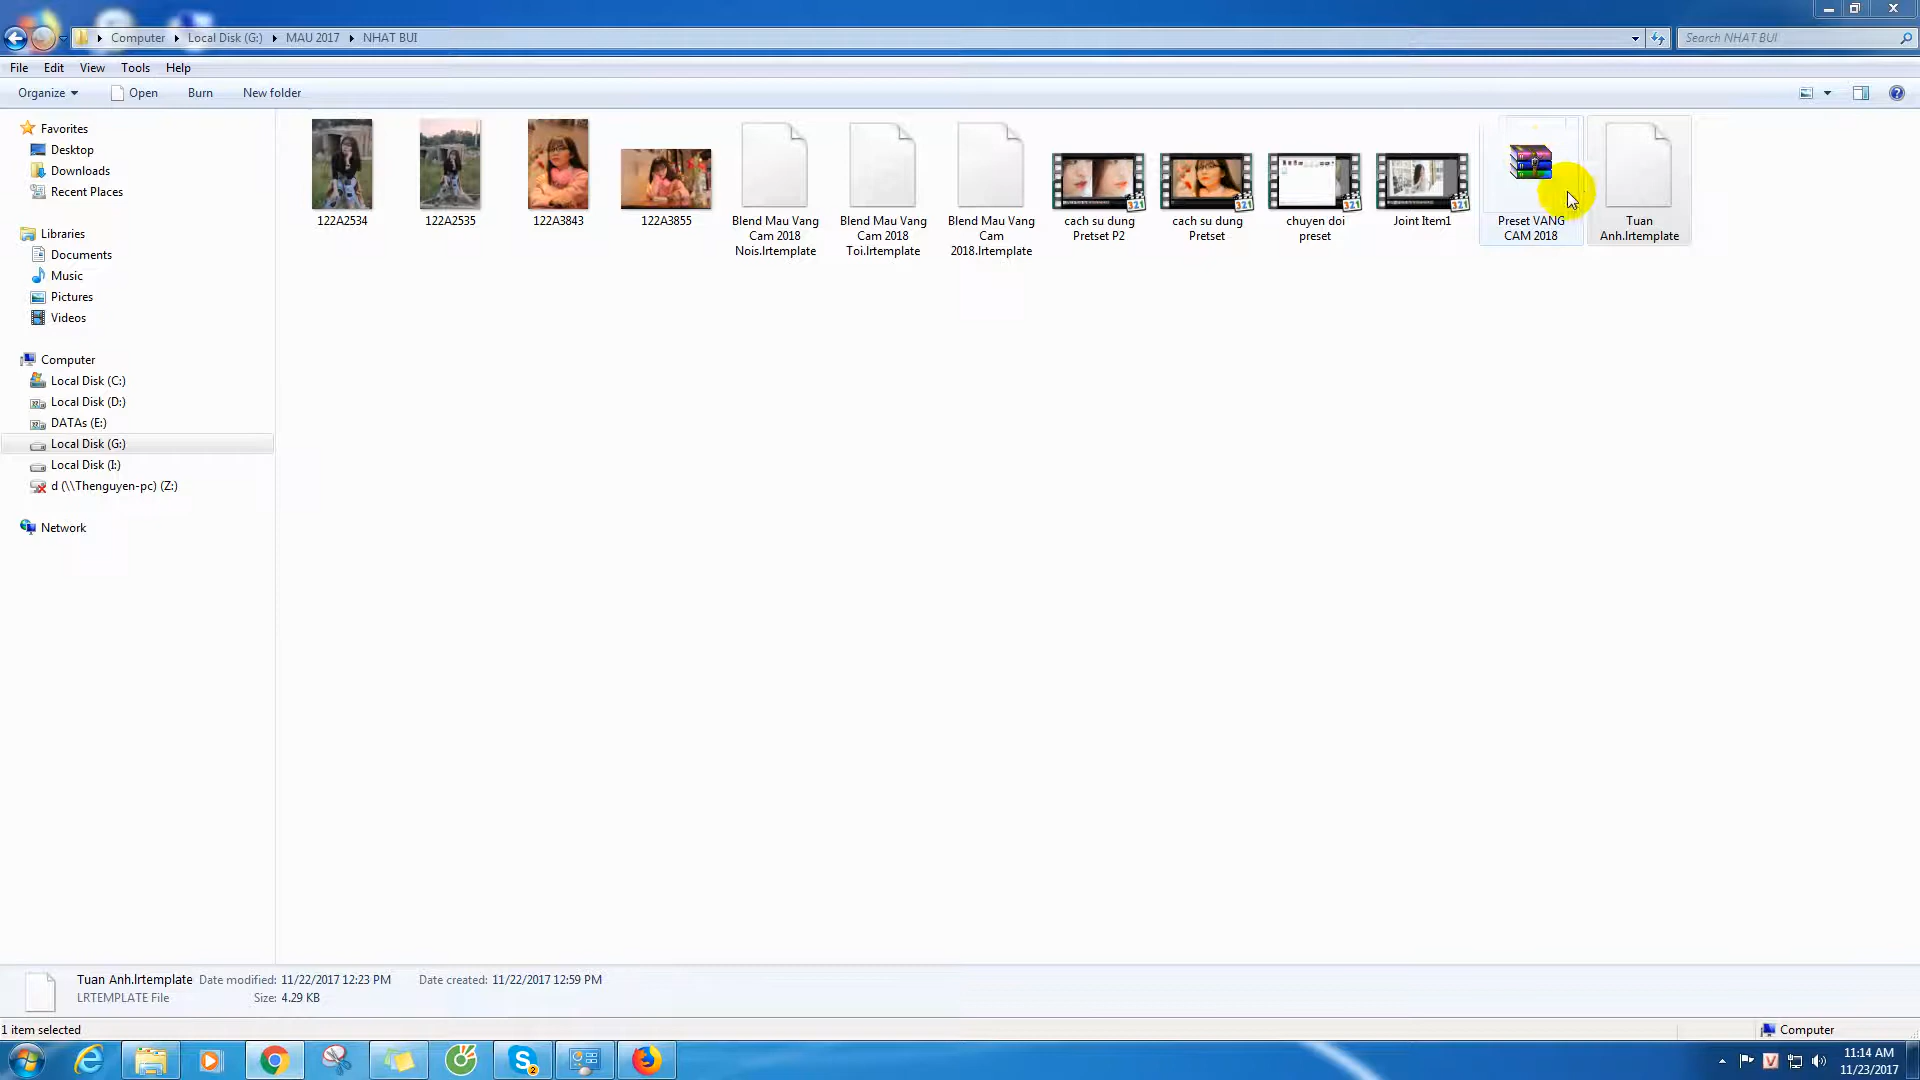 Computer
Local Disk (G:)
MAU 2017
NHAT BUI
Search NHAT BUI
File
Edit
View
Tools
Help
Organize
Open
Burn
New folder
Favorites
Desktop
Downloads
Recent Places
Libraries
Documents
Music
Pictures
Videos
Computer
Local Disk (C:)
Local Disk (D:)
DATAs (E:)
Local Disk (G:)
Local Disk (I:)
d (\\Thenguyen-pc) (Z:)
Network
122A2534
122A2535
122A3843
122A3855
Blend Mau Vang
Cam 2018
Nois.lrtemplate
Blend Mau Vang
Cam 2018
Toi.lrtemplate
Blend Mau Vang
Cam
2018.lrtemplate
cach su dung
Pretset P2
cach su dung
Pretset
chuyen doi
preset
Joint Item1
Preset VANG
CAM 2018
Tuan
Anh.lrtemplate
Tuan Anh.lrtemplate
Date modified: 11/22/2017 12:23 PM
Date created: 11/22/2017 12:59 PM
LRTEMPLATE File
Size: 4.29 KB
1 item selected
Computer
11:14 AM
11/23/2017